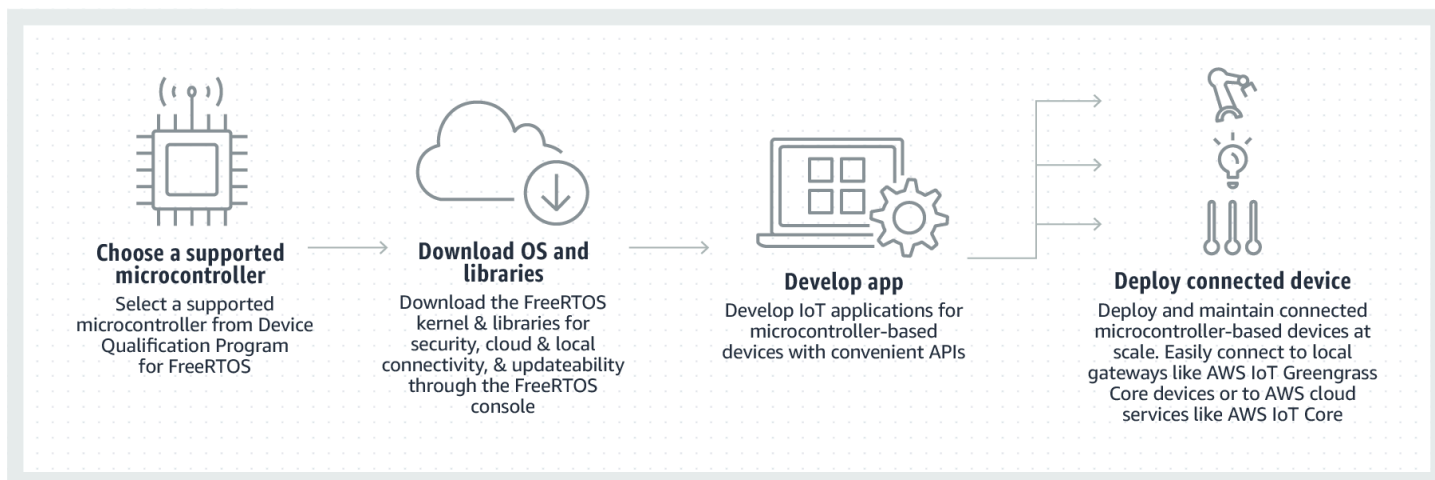 Choose a supported
microcontroller
Select a supported
microcontroller from Device
Qualification Program
for FreeRTOS
Download OS and
libraries
Download the FreeRTOS
kernel & libraries for
security, cloud & local
connectivity, & updateability
through the FreeRTOS
console
Develop app
Develop IoT applications for
microcontroller-based
devices with convenient APIs
Deploy connected device
Deploy and maintain connected
microcontroller-based devices at
scale. Easily connect to local
gateways like AWS IoT Greengrass
Core devices or to AWS cloud
services like AWS IoT Core